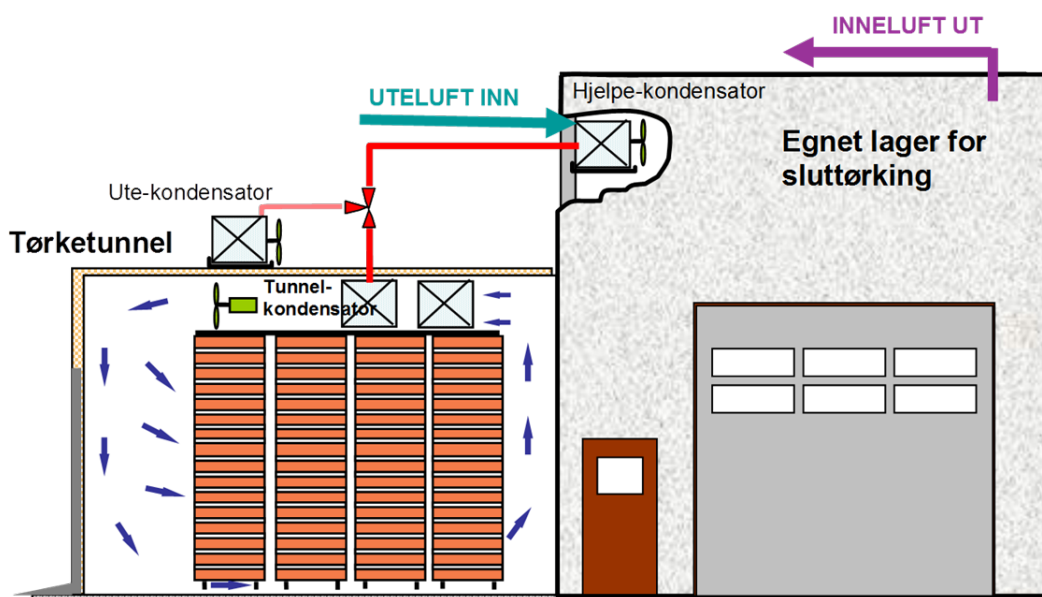 INNELUFT UT
UTELUFT INN
Hjelpe-kondensator
Egnet lager for
sluttørking
Ute-kondensator
Tørketunnel
Tunnel-
kondensator